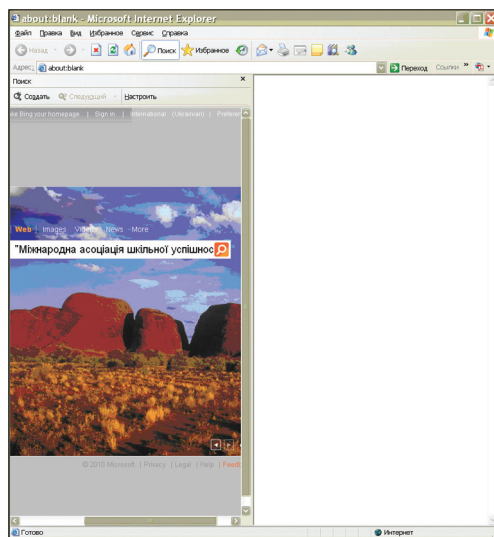 about:blank - Microsoft Internet Explorer
Файл Правка Вид Избранное Сервис Справка
Назад Поиск Избранное
Адрес: about:blank Переход Ссылки »
Поиск ×
Создать Следующий Настроить
Bing your homepage | Sign in | International (Ukrainian) | Prefere
Web Images Videos News More
"Міжнародна асоціація шкільної успішнос
© 2010 Microsoft | Privacy | Legal | Help | Feedb
Готово Интернет